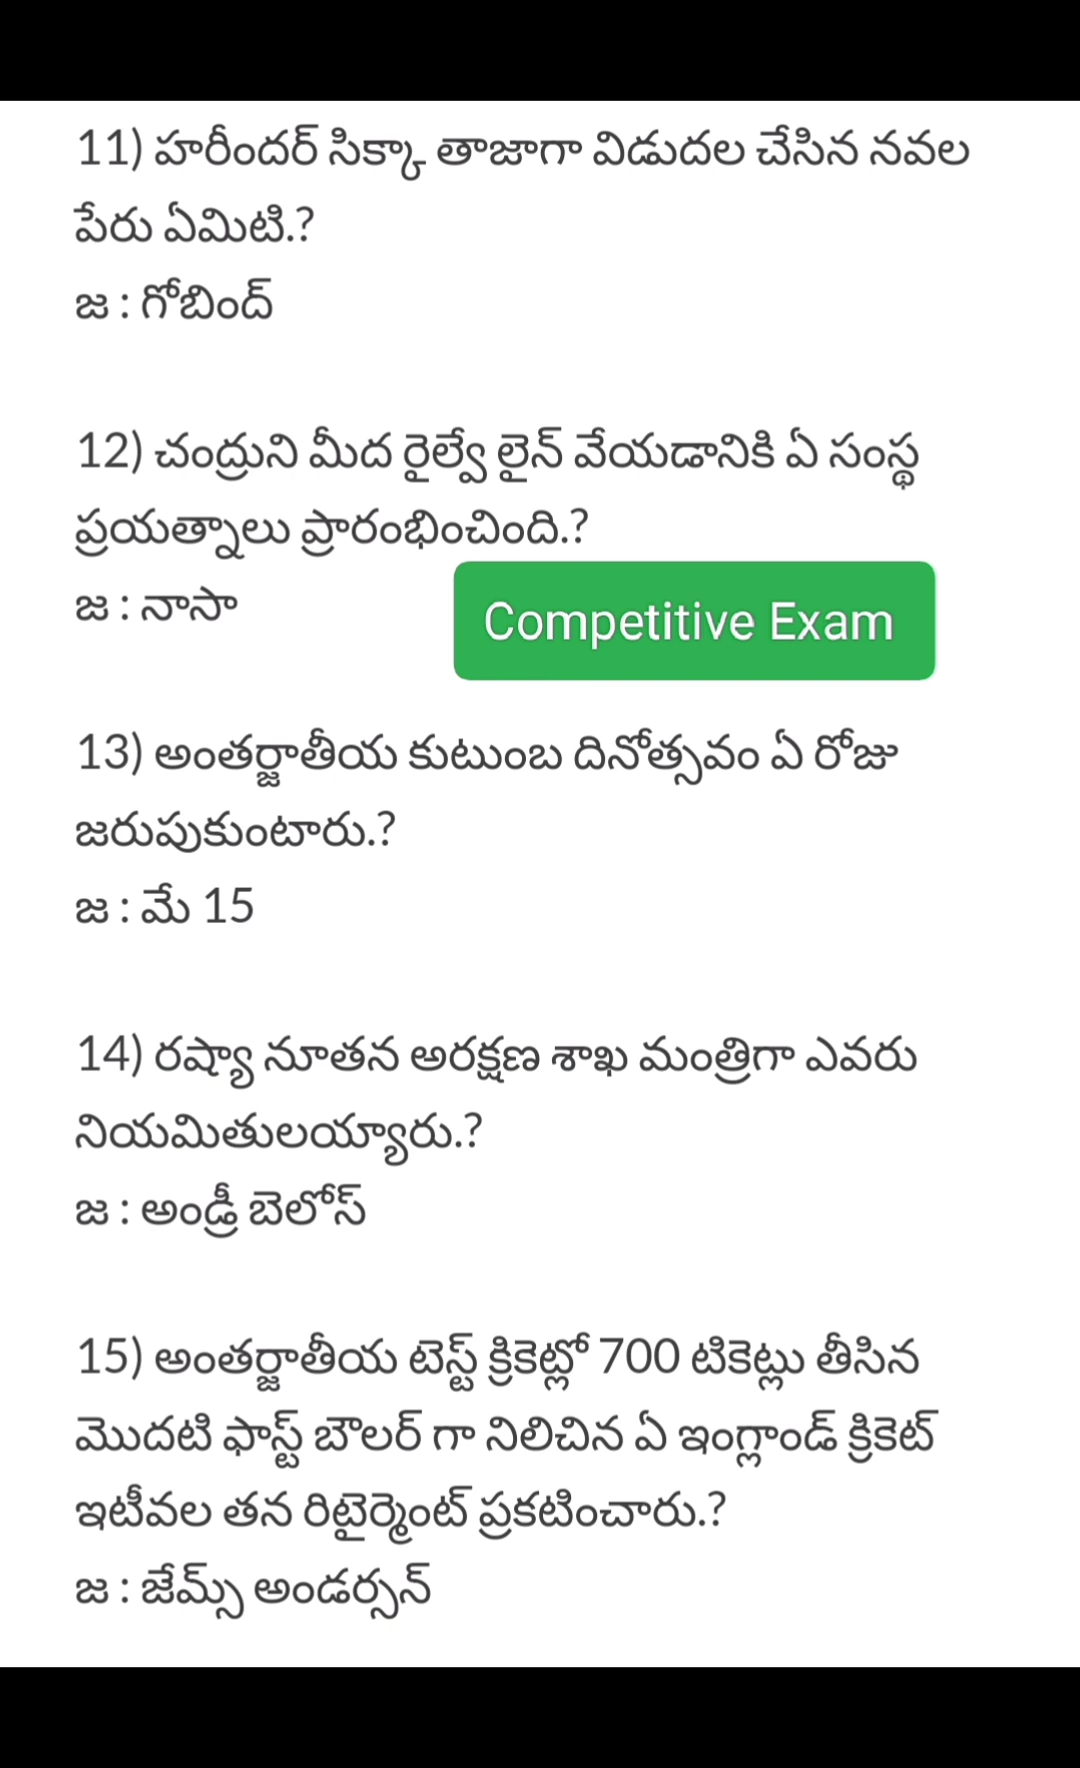 11) హరీందర్ సిక్కా తాజాగా విడుదల చేసిన నవల
పేరు ఏమిటి.?
జ : గోబింద్
12) చంద్రుని మీద రైల్వే లైన్ వేయడానికి ఏ సంస్థ
ప్రయత్నాలు ప్రారంభించింది.?
జ : నాసా
Competitive Exam
13) అంతర్జాతీయ కుటుంబ దినోత్సవం ఏ రోజు
జరుపుకుంటారు.?
జ : మే 15
14) రష్యా నూతన అరక్షణ శాఖ మంత్రిగా ఎవరు
నియమితులయ్యారు.?
జ : అండ్రీ బెలోస్
15) అంతర్జాతీయ టెస్ట్ క్రికెట్లో 700 టికెట్లు తీసిన
మొదటి ఫాస్ట్ బౌలర్ గా నిలిచిన ఏ ఇంగ్లాండ్ క్రికెట్
ఇటీవల తన రిటైర్మెంట్ ప్రకటించారు.?
జ : జేమ్స్ అండర్సన్